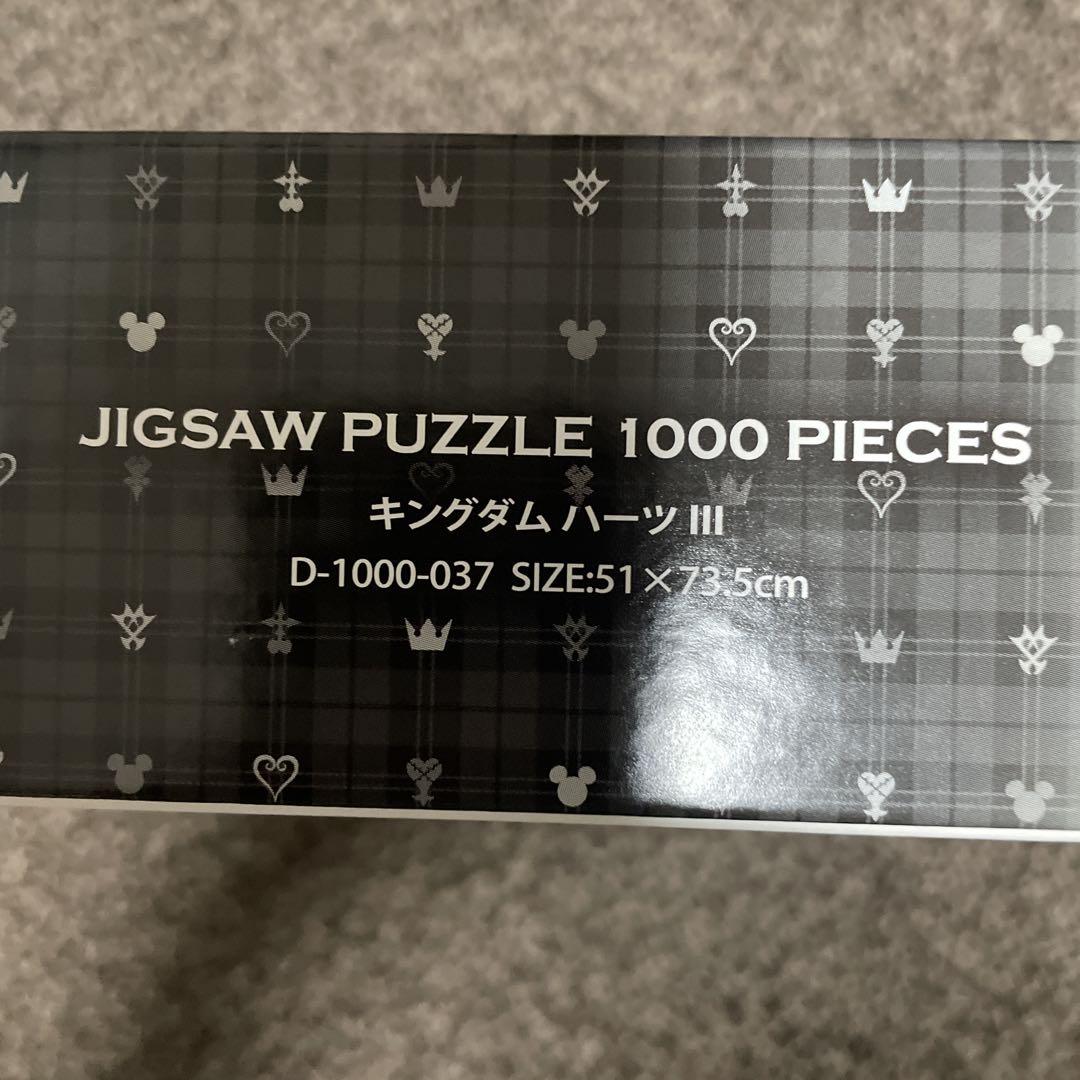 JIGSAW PUZZLE 1000 PIECES
キングダム ハーツ III
D-1000-037 SIZE:51×73.5cm